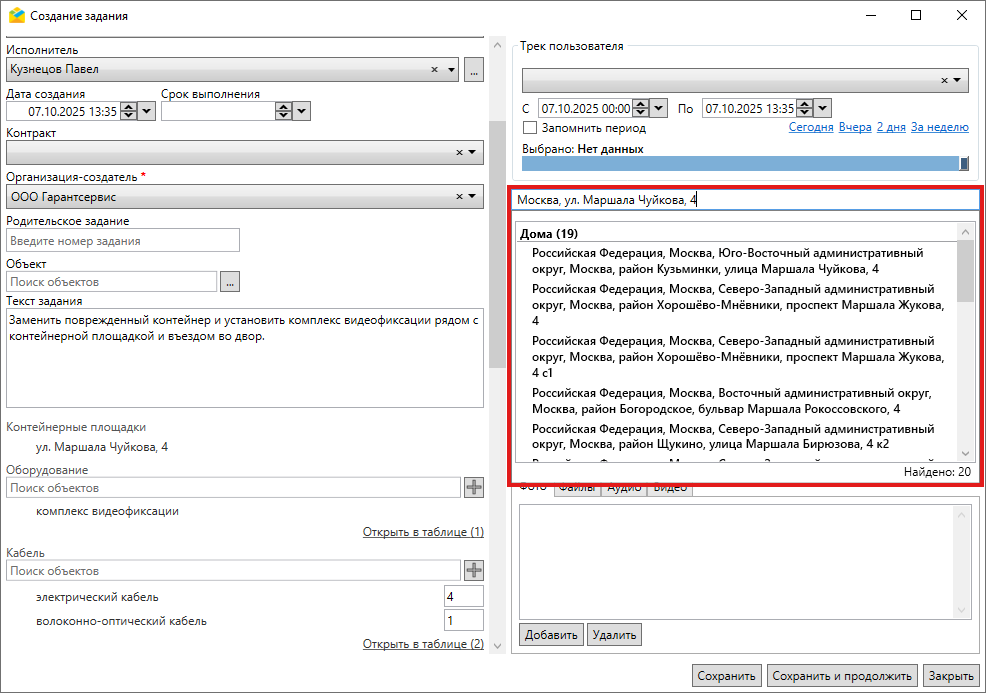 Создание задания
Исполнитель
Кузнецов Павел
...
Дата создания
Срок выполнения
07.10.2025 13:35
Контракт
Организация-создатель *
ООО Гарантсервис
Родительское задание
Введите номер задания
Объект
Поиск объектов
...
Текст задания
Заменить поврежденный контейнер и установить комплекс видеофиксации рядом с
контейнерной площадкой и въездом во двор.
Контейнерные площадки
ул. Маршала Чуйкова, 4
Оборудование
Поиск объектов
комплекс видеофиксации
Открыть в таблице (1)
Кабель
Поиск объектов
электрический кабель
4
волоконно-оптический кабель
1
Открыть в таблице (2)
Трек пользователя
С 07.10.2025 00:00 По 07.10.2025 13:35
Запомнить период
Сегодня Вчера 2 дня За неделю
Выбрано: Нет данных
Москва, ул. Маршала Чуйкова, 4
Дома (19)
Российская Федерация, Москва, Юго-Восточный административный
округ, Москва, район Кузьминки, улица Маршала Чуйкова, 4
Российская Федерация, Москва, Северо-Западный административный
округ, Москва, район Хорошёво-Мнёвники, проспект Маршала Жукова,
4
Российская Федерация, Москва, Северо-Западный административный
округ, Москва, район Хорошёво-Мнёвники, проспект Маршала Жукова,
4 с1
Российская Федерация, Москва, Восточный административный округ,
Москва, район Богородское, бульвар Маршала Рокоссовского, 4
Российская Федерация, Москва, Северо-Западный административный
округ, Москва, район Щукино, улица Маршала Бирюзова, 4 к2
Найдено: 20
Фото Файлы Аудио Видео
Добавить Удалить
Сохранить Сохранить и продолжить Закрыть